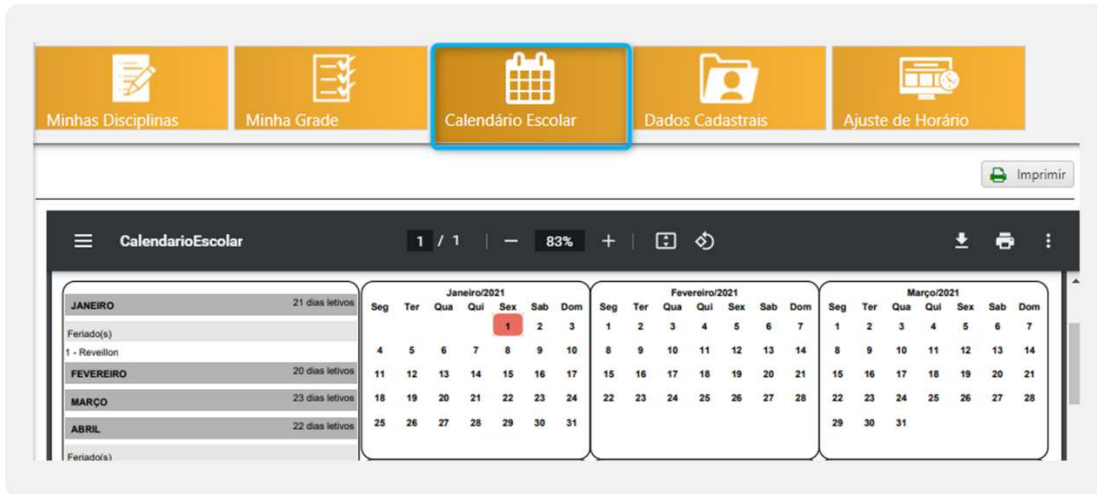 Minhas Disciplinas
Minha Grade
Calendário Escolar
Dados Cadastrais
Ajuste de Horário
Imprimir
CalendarioEscolar
1 / 1
83%
JANEIRO 21 dias letivos
Feriado(s)
1 - Reveillon
FEVEREIRO 20 dias letivos
MARÇO 23 dias letivos
ABRIL 22 dias letivos
Feriado(s)
Janeiro/2021
Seg Ter Qua Qui Sex Sab Dom
1 2 3
4 5 6 7 8 9 10
11 12 13 14 15 16 17
18 19 20 21 22 23 24
25 26 27 28 29 30 31
Fevereiro/2021
Seg Ter Qua Qui Sex Sab Dom
1 2 3 4 5 6 7
8 9 10 11 12 13 14
15 16 17 18 19 20 21
22 23 24 25 26 27 28
Março/2021
Seg Ter Qua Qui Sex Sab Dom
1 2 3 4 5 6 7
8 9 10 11 12 13 14
15 16 17 18 19 20 21
22 23 24 25 26 27 28
29 30 31